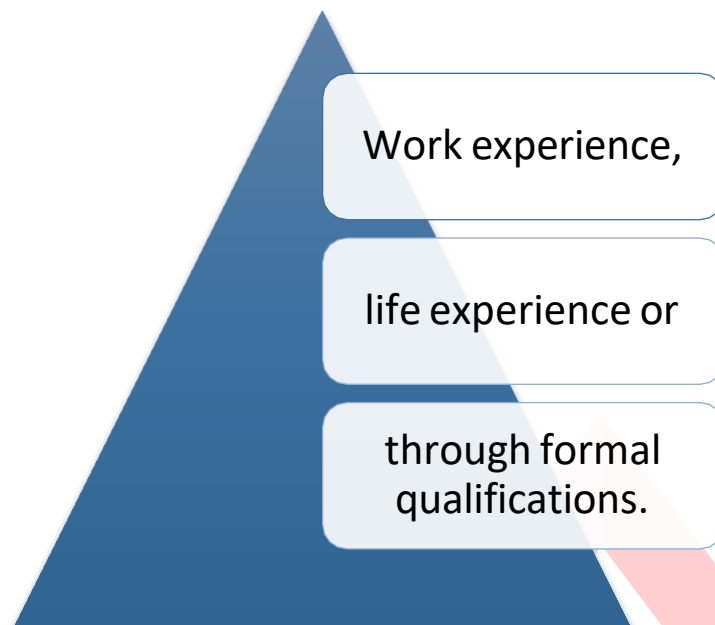 Work experience,
life experience or
through formal
qualifications.